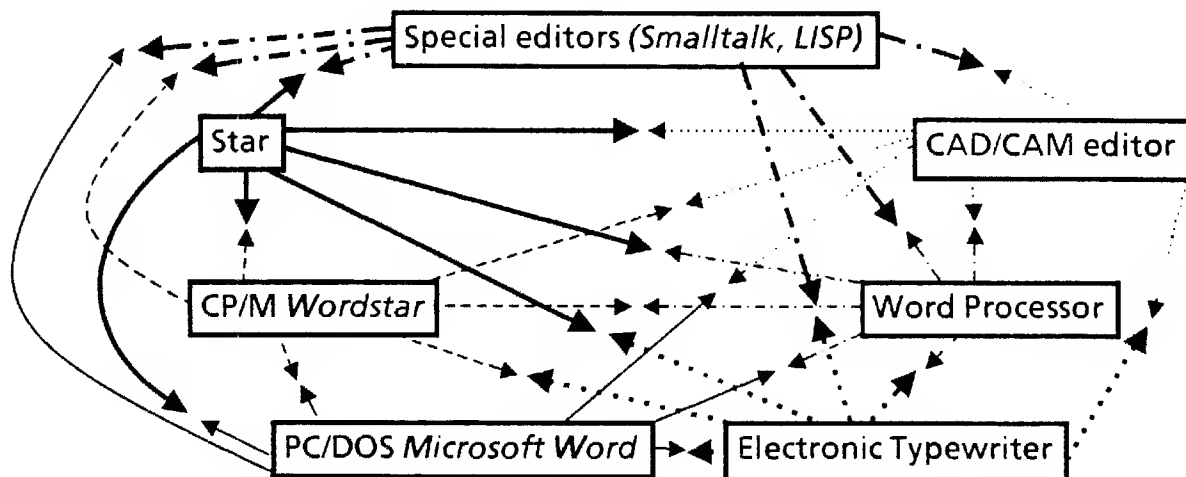 Special editors (Smalltalk, LISP)
Star
CAD/CAM editor
CP/M Wordstar
Word Processor
PC/DOS Microsoft Word
Electronic Typewriter